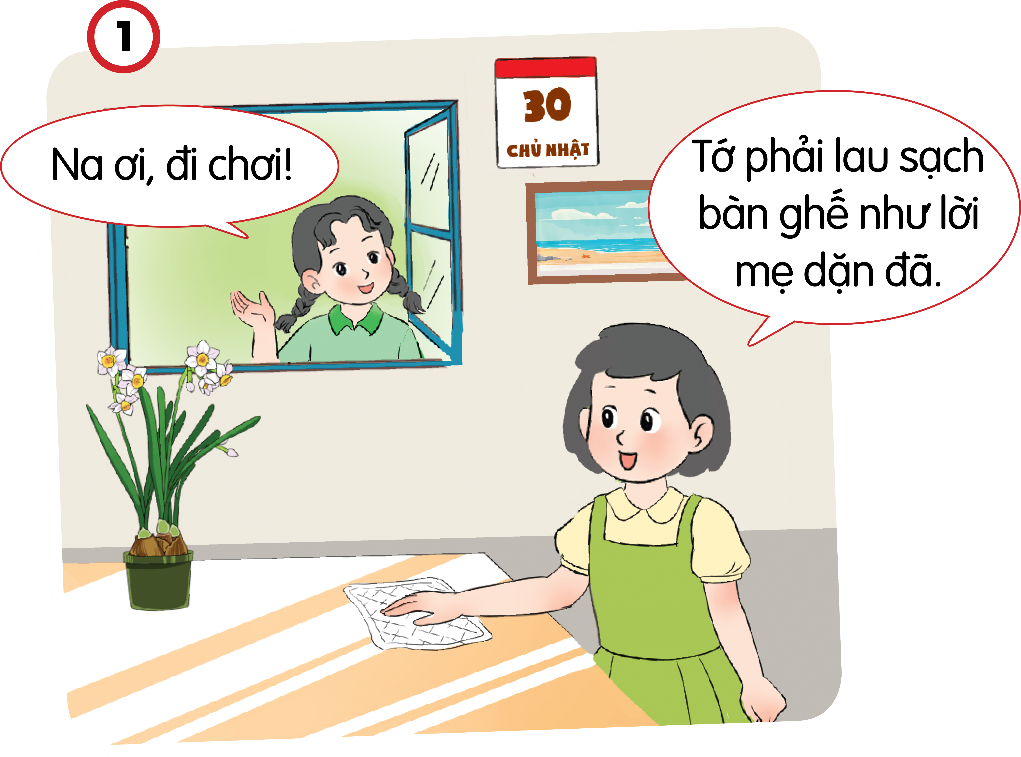 1
Na ơi, đi chơi!
30
CHỦ NHẬT
Tớ phải lau sạch
bàn ghế như lời
mẹ dặn đã.